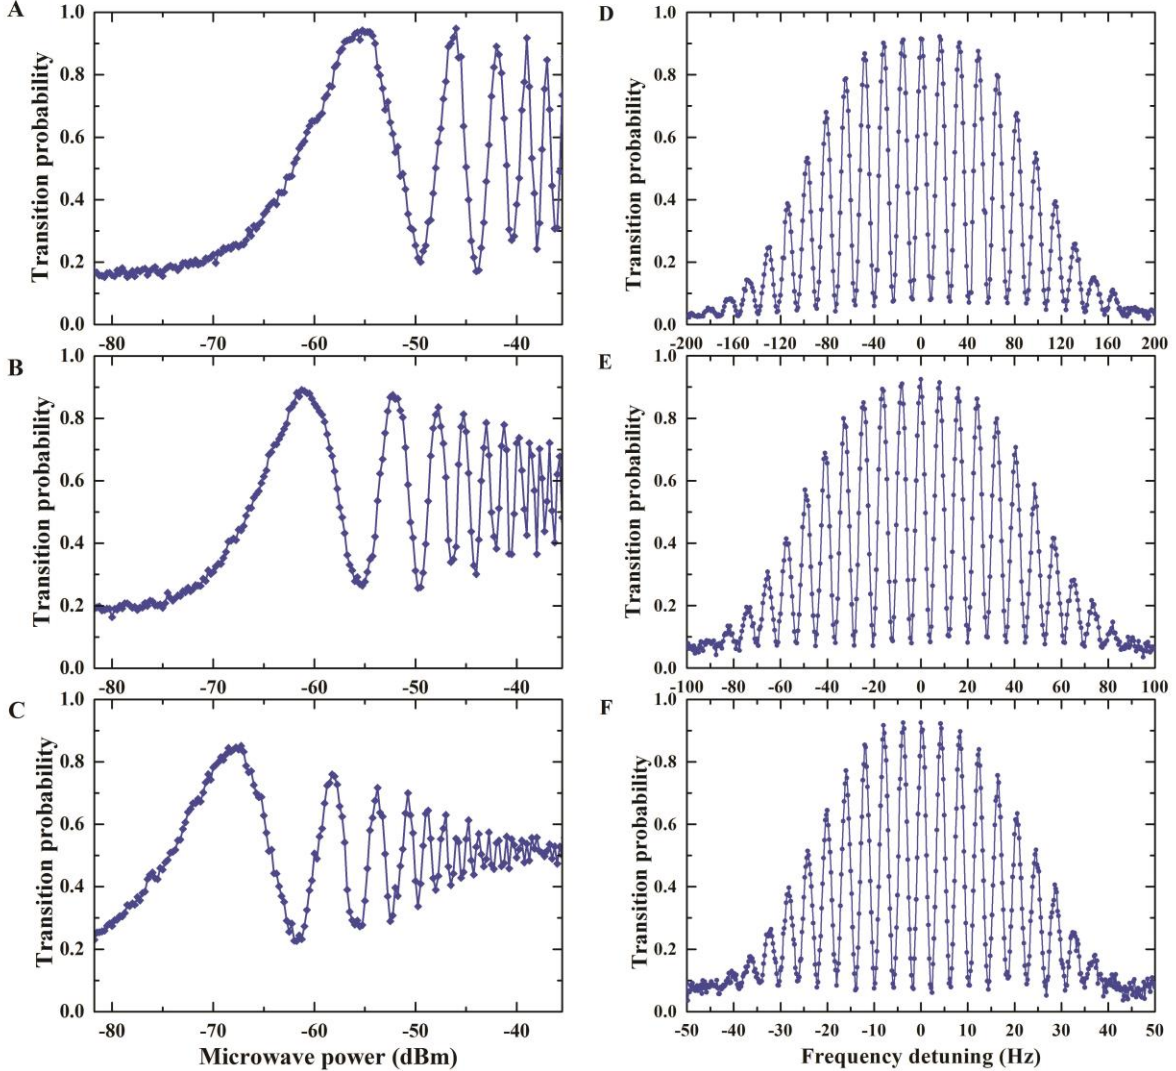 A
Transition probability
1.0
0.8
0.6
0.4
0.2
0.0
-80 -70 -60 -50 -40
D
Transition probability
1.0
0.8
0.6
0.4
0.2
0.0
-200 -160 -120 -80 -40 0 40 80 120 160 200
B
Transition probability
1.0
0.8
0.6
0.4
0.2
0.0
-80 -70 -60 -50 -40
E
Transition probability
1.0
0.8
0.6
0.4
0.2
0.0
-100 -80 -60 -40 -20 0 20 40 60 80 100
C
Transition probability
1.0
0.8
0.6
0.4
0.2
0.0
-80 -70 -60 -50 -40
Microwave power (dBm)
F
Transition probability
1.0
0.8
0.6
0.4
0.2
0.0
-50 -40 -30 -20 -10 0 10 20 30 40 50
Frequency detuning (Hz)